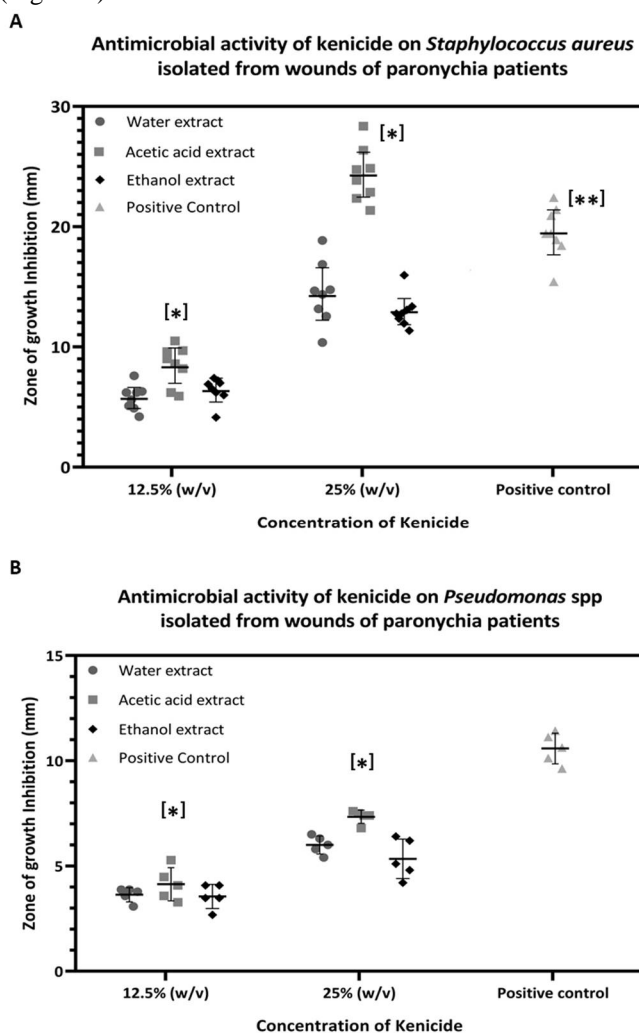 A
Antimicrobial activity of kenicide on Staphylococcus aureus
isolated from wounds of paronychia patients
Zone of growth Inhibition (mm)
30
20
10
0
Water extract
Acetic acid extract
Ethanol extract
Positive Control
[*]
[*]
[**]
12.5% (w/v)
25% (w/v)
Positive control
Concentration of Kenicide
B
Antimicrobial activity of kenicide on Pseudomonas spp
isolated from wounds of paronychia patients
Zone of growth Inhibition (mm)
15
10
5
0
Water extract
Acetic acid extract
Ethanol extract
Positive Control
[*]
[*]
12.5% (w/v)
25% (w/v)
Positive control
Concentration of Kenicide